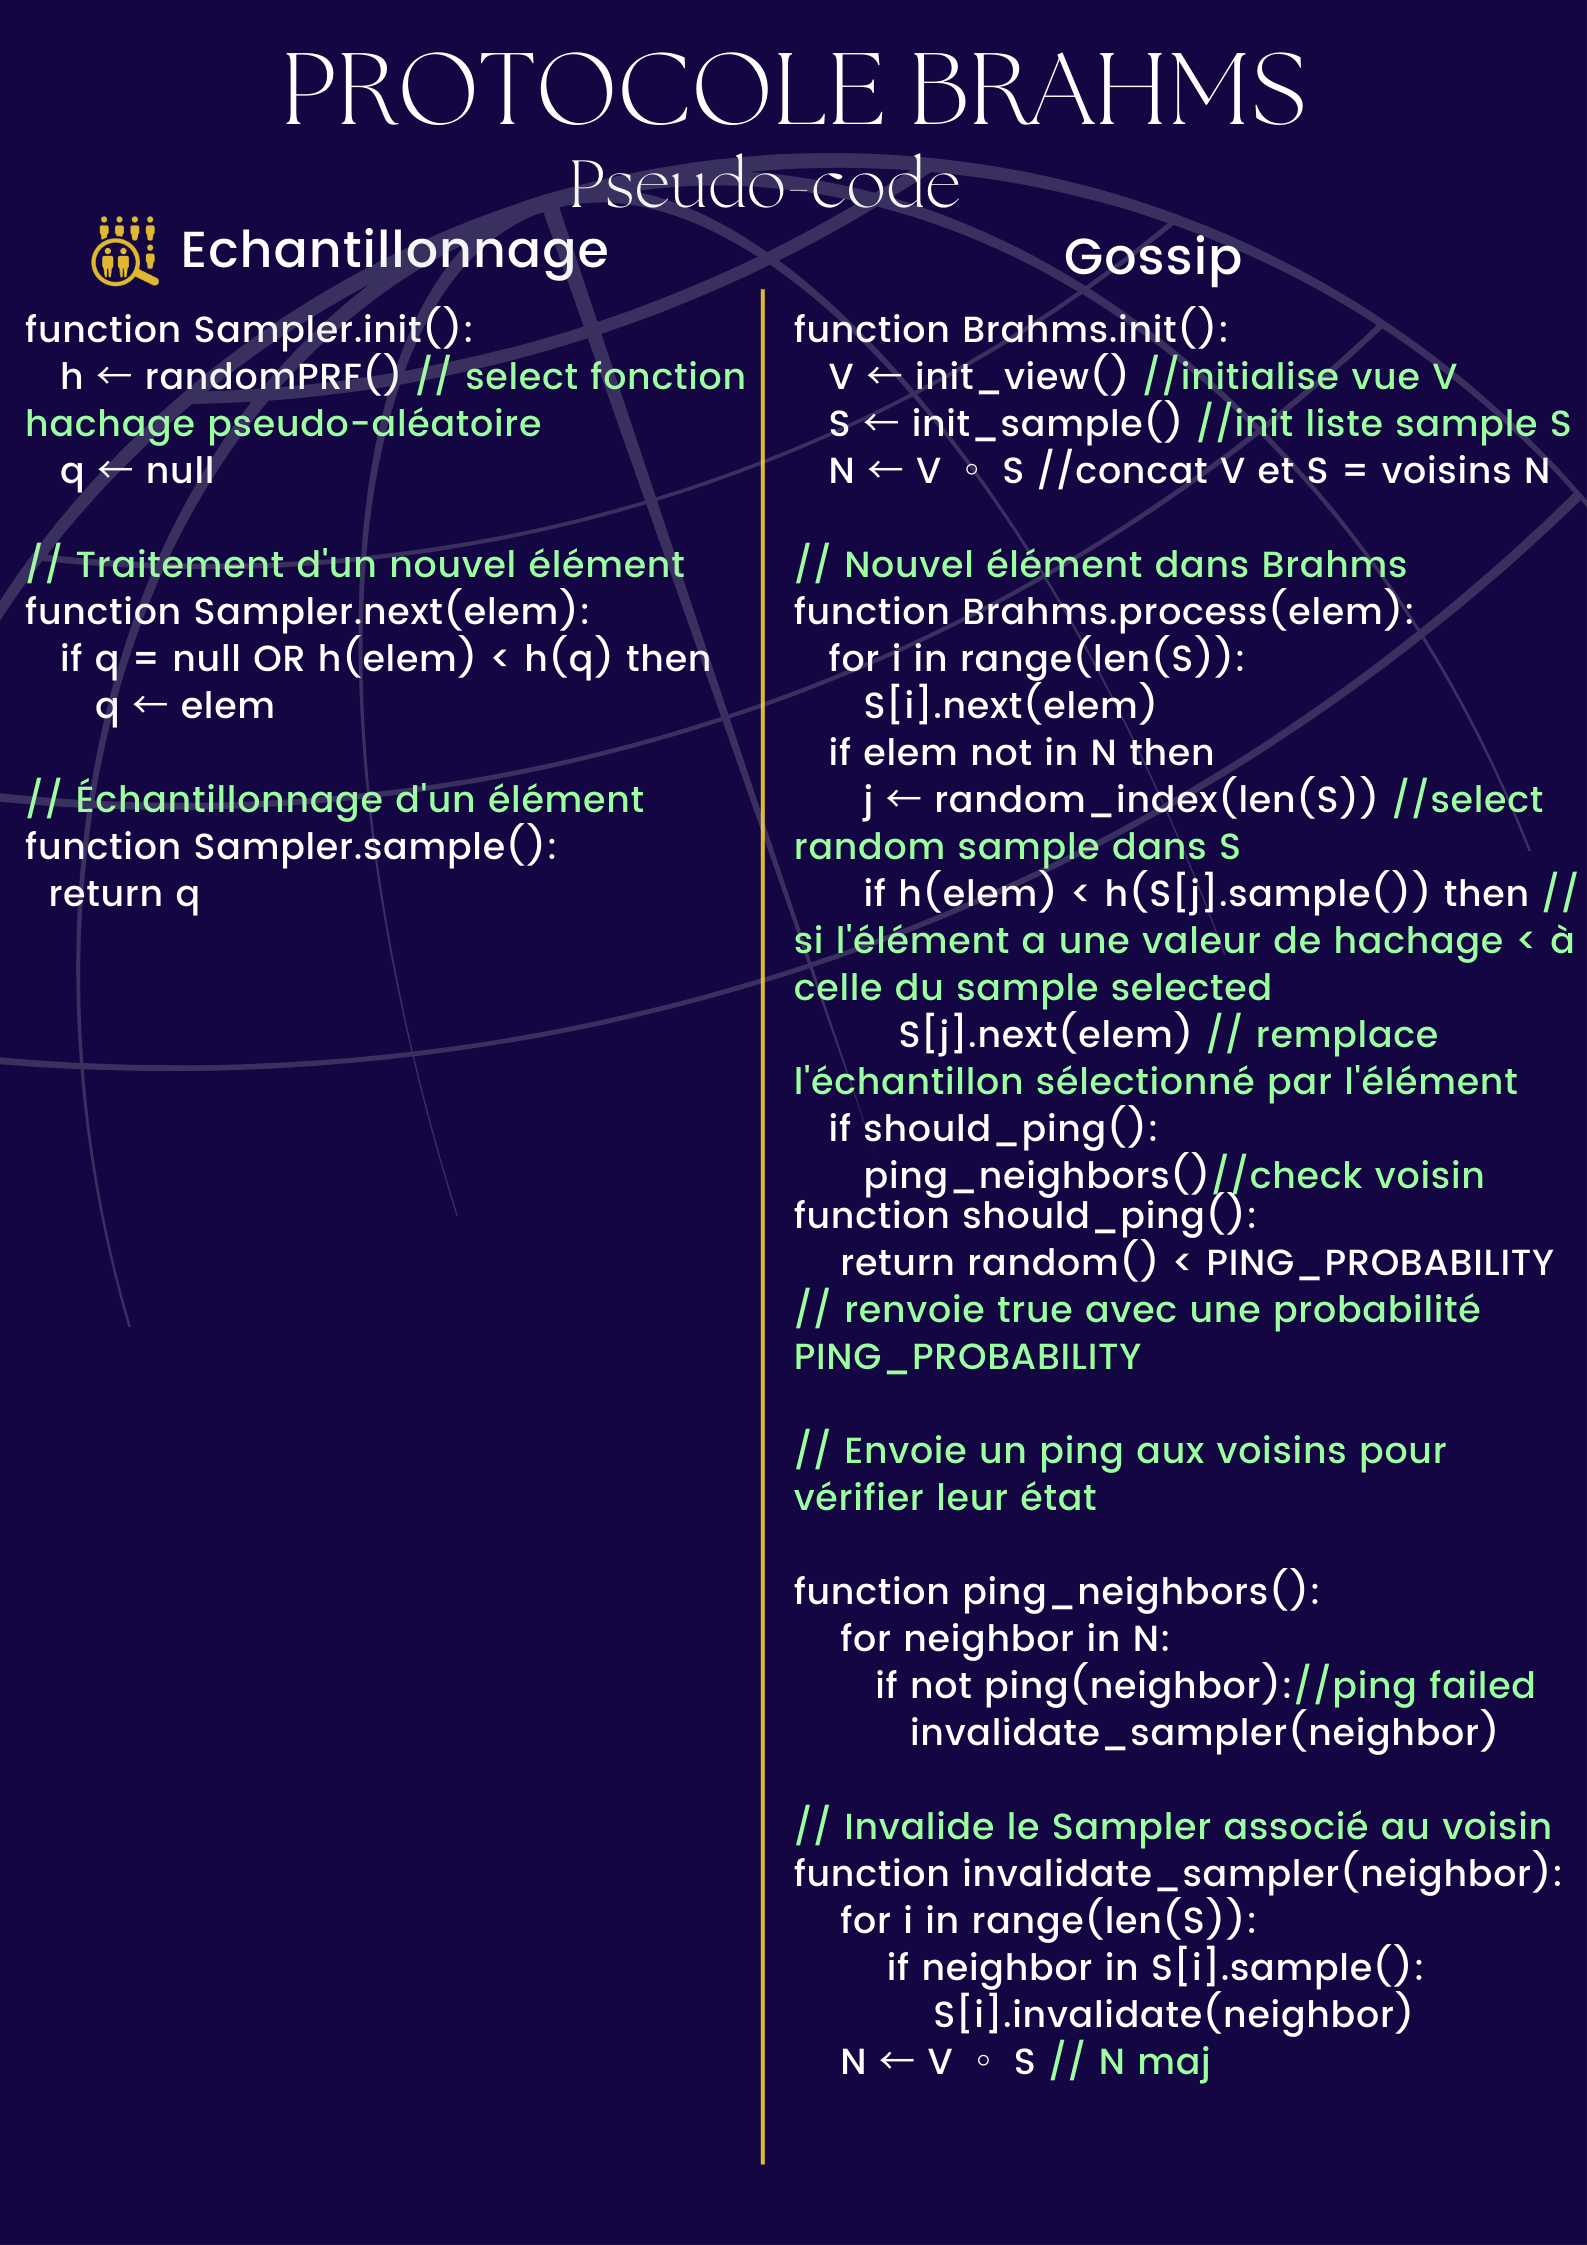 PROTOCOLE BRAHMS
Pseudo-code
Echantillonnage
function Sampler.init():
h ← randomPRF() // select fonction
hachage pseudo-aléatoire
q ← null
// Traitement d'un nouvel élément
function Sampler.next(elem):
if q = null OR h(elem) < h(q) then
q ← elem
// Échantillonnage d'un élément
function Sampler.sample():
return q
Gossip
function Brahms.init():
V ← init_view() //initialise vue V
S ← init_sample() //init liste sample S
N ← V ◦ S //concat V et S = voisins N
// Nouvel élément dans Brahms
function Brahms.process(elem):
for i in range(len(S)):
S[i].next(elem)
if elem not in N then
j ← random_index(len(S)) //select
random sample dans S
if h(elem) < h(S[j].sample()) then //
si l'élément a une valeur de hachage < à
celle du sample selected
S[j].next(elem) // remplace
l'échantillon sélectionné par l'élément
if should_ping():
ping_neighbors()//check voisin
function should_ping():
return random() < PING_PROBABILITY
// renvoie true avec une probabilité
PING_PROBABILITY
// Envoie un ping aux voisins pour
vérifier leur état
function ping_neighbors():
for neighbor in N:
if not ping(neighbor)://ping failed
invalidate_sampler(neighbor)
// Invalide le Sampler associé au voisin
function invalidate_sampler(neighbor):
for i in range(len(S)):
if neighbor in S[i].sample():
S[i].invalidate(neighbor)
N ← V ◦ S // N maj